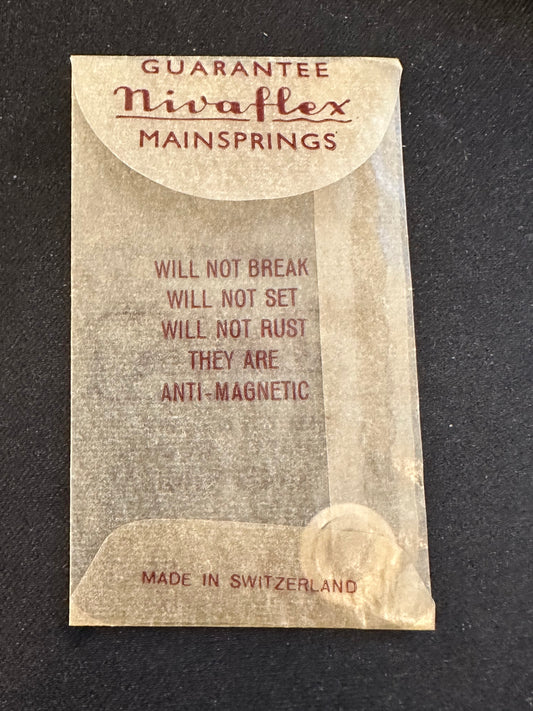 GUARANTEE
Nivaflex
MAINSPRINGS
WILL NOT BREAK
WILL NOT SET
WILL NOT RUST
THEY ARE
ANTI-MAGNETIC
MADE IN SWITZERLAND